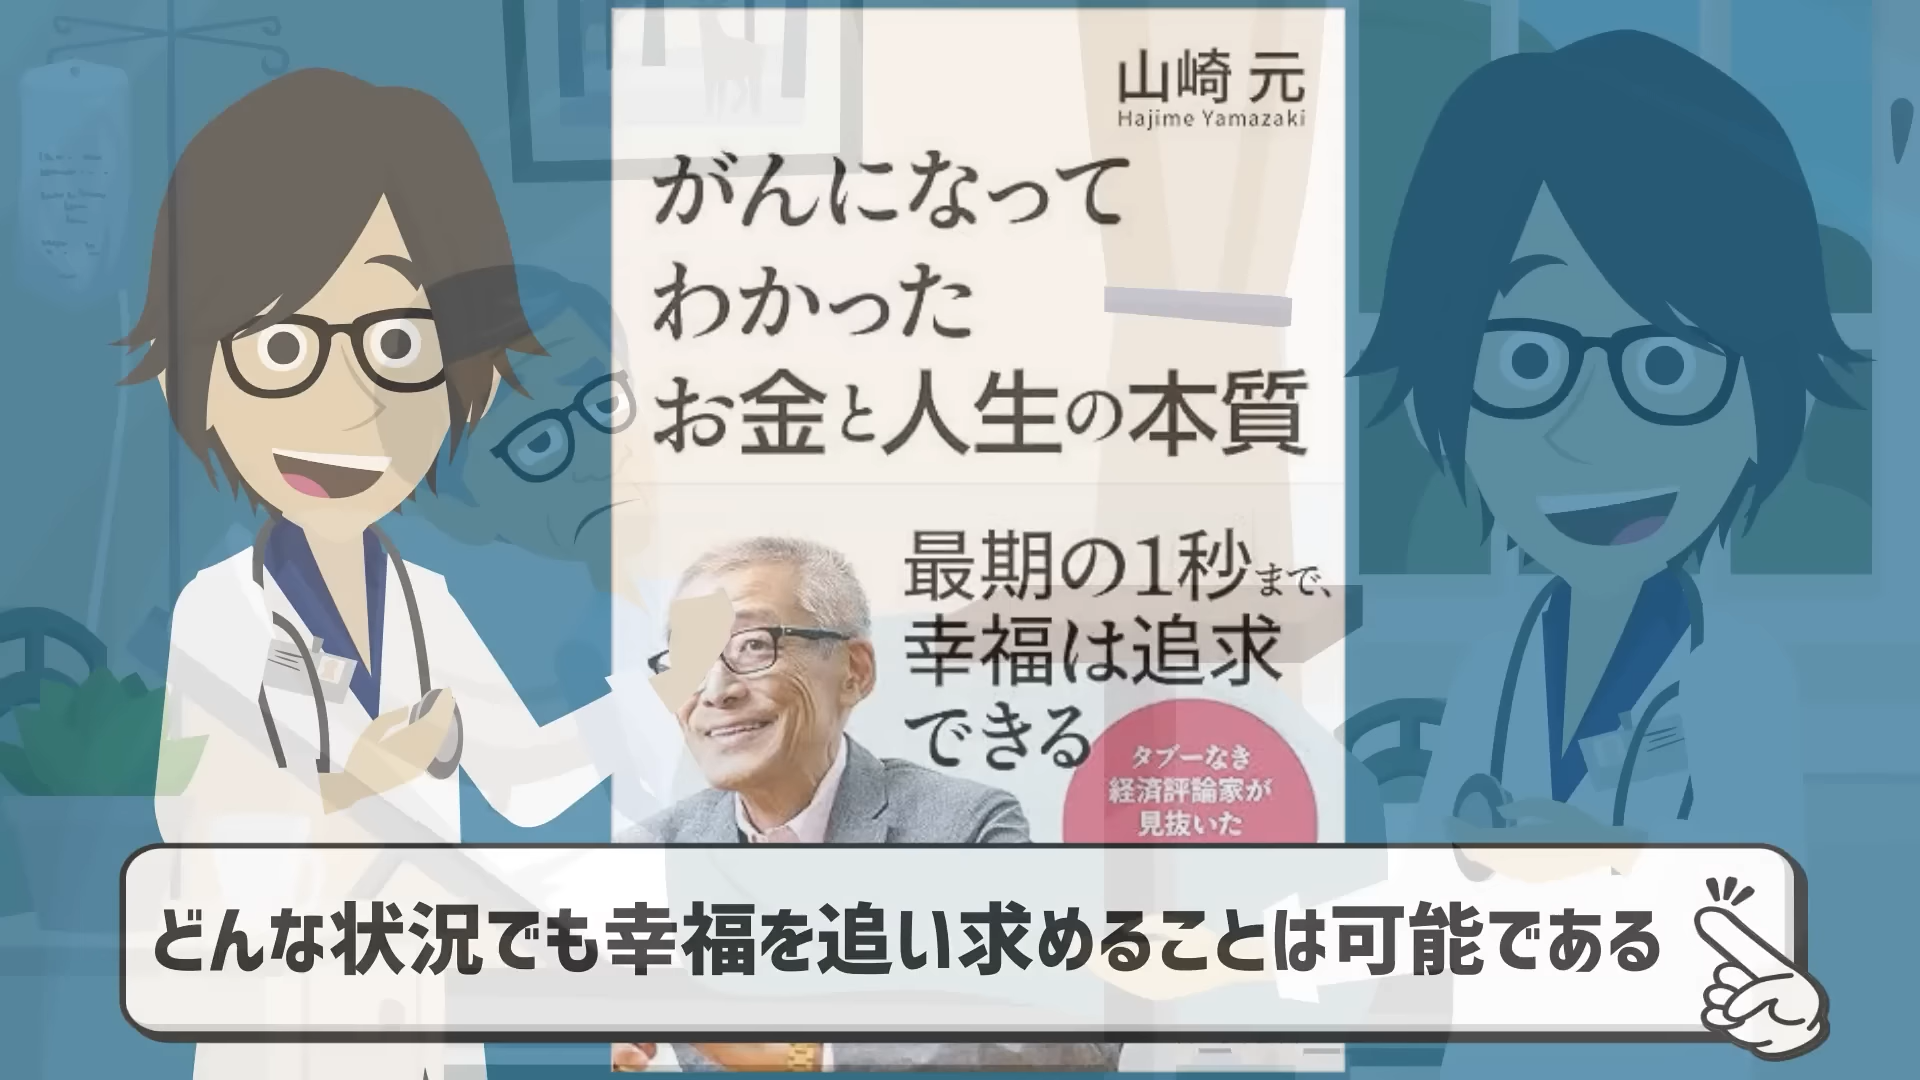 山崎 元
Hajime Yamazaki
がんになって
わかった
お金と人生の本質
最期の1秒まで、
幸福は追求
できる
タブーなき
経済評論家が
見抜いた
どんな状況でも幸福を追い求めることは可能である